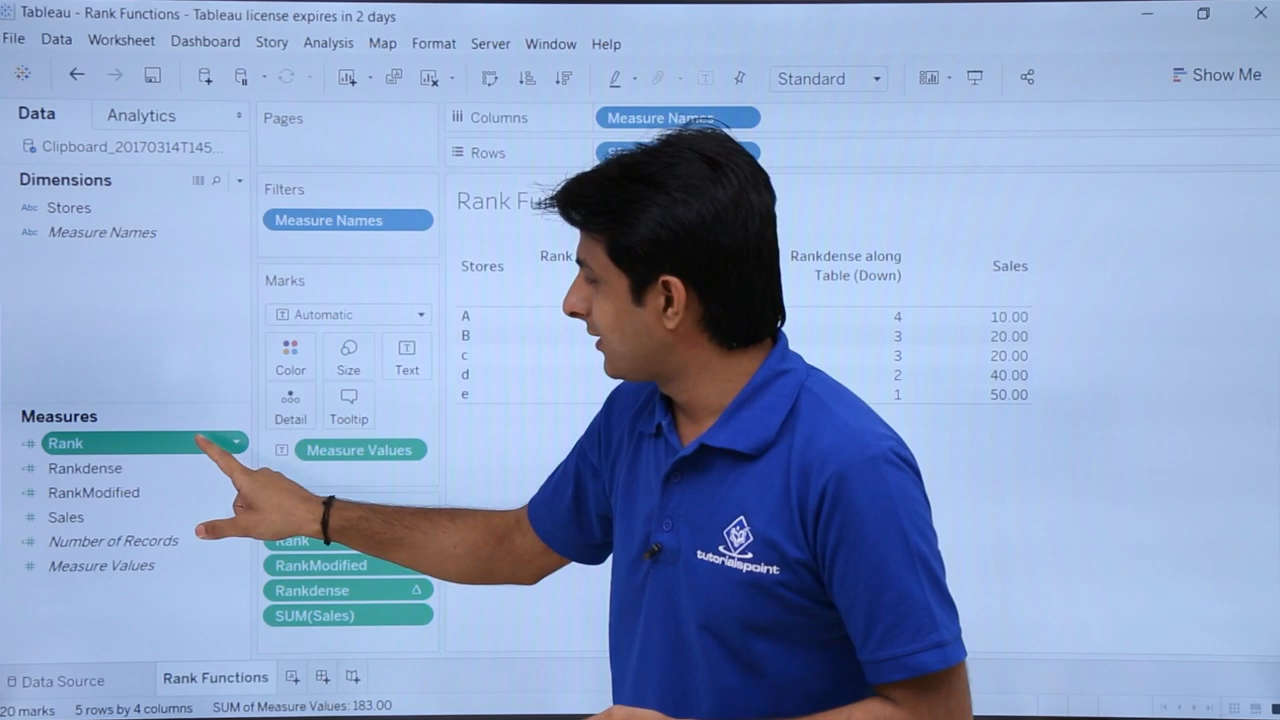 Tableau - Rank Functions - Tableau license expires in 2 days
File Data Worksheet Dashboard Story Analysis Map Format Server Window Help
Standard
Show Me
Data
Analytics
Clipboard_20170314T145...
Dimensions
Abc Stores
Abc Measure Names
Measures
# Rank
# Rankdense
# RankModified
# Sales
# Number of Records
# Measure Values
Pages
Filters
Measure Names
Marks
T Automatic
Color Size Text
Detail Tooltip
T Measure Values
Rank
RankModified
Rankdense
SUM(Sales)
iii Columns Measure Names
Rows
Rank
Stores Rank Rankdense along Table (Down) Sales
A 4 10.00
B 3 20.00
c 3 20.00
d 2 40.00
e 1 50.00
tutorialspoint
Data Source Rank Functions
20 marks 5 rows by 4 columns SUM of Measure Values: 183.00